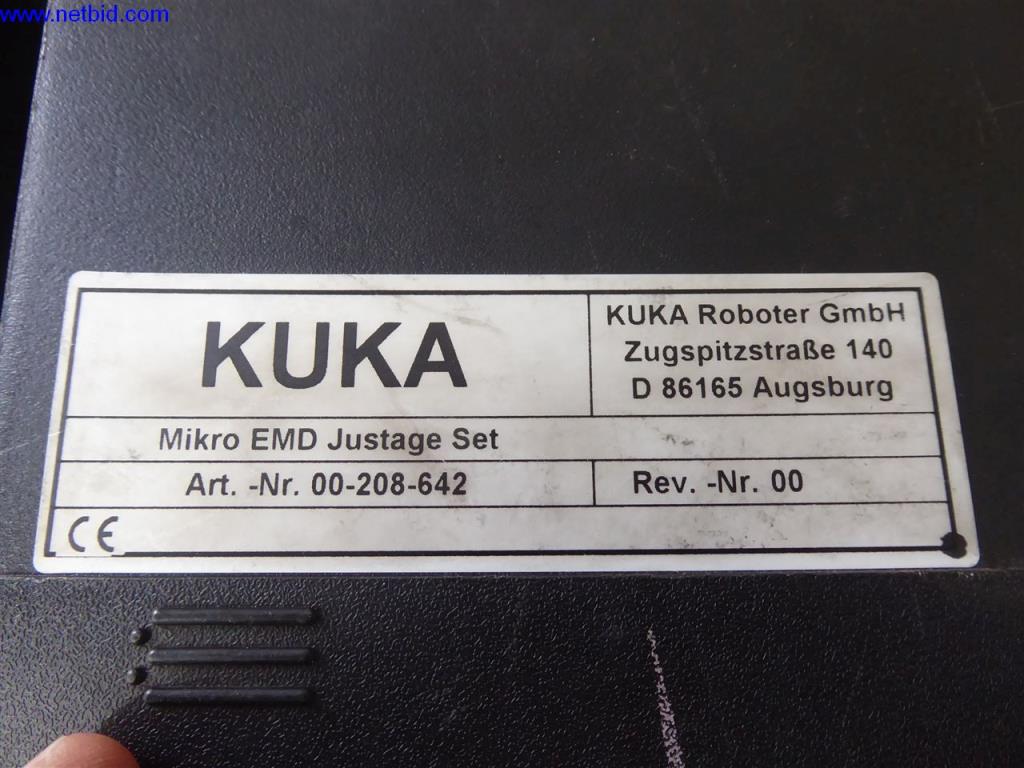 www.netbid.com
KUKA
KUKA Roboter GmbH
Zugspitzstraße 140
D 86165 Augsburg
Mikro EMD Justage Set
Art. -Nr. 00-208-642
Rev. -Nr. 00
CE